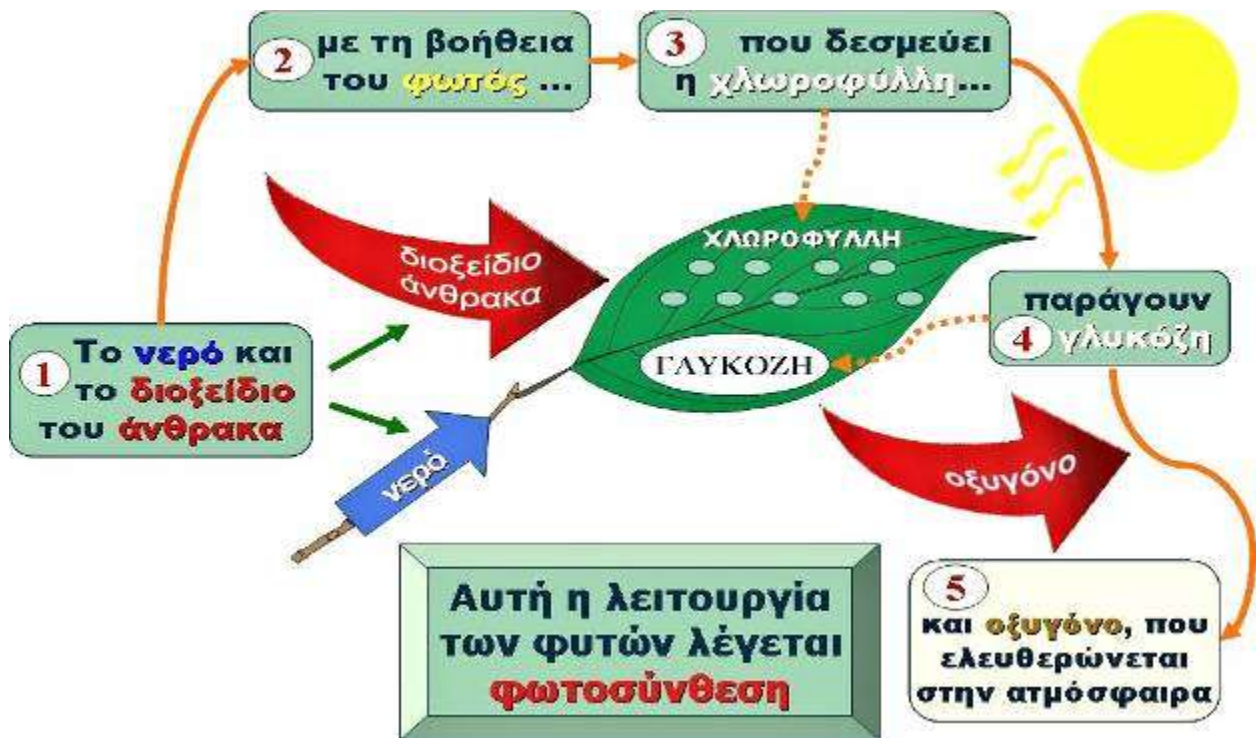 1 Το νερό και
το διοξείδιο
του άνθρακα
2 με τη βοήθεια
του φωτός ...
3 που δεσμεύει
η χλωροφύλλη...
παράγουν
4 γλυκόζη
5
και οξυγόνο, που
ελευθερώνεται
στην ατμόσφαιρα
διοξείδιο
άνθρακα
νερό
ΧΛΩΡΟΦΥΛΛΗ
ΓΛΥΚΟΖΗ
οξυγόνο
Αυτή η λειτουργία
των φυτών λέγεται
φωτοσύνθεση